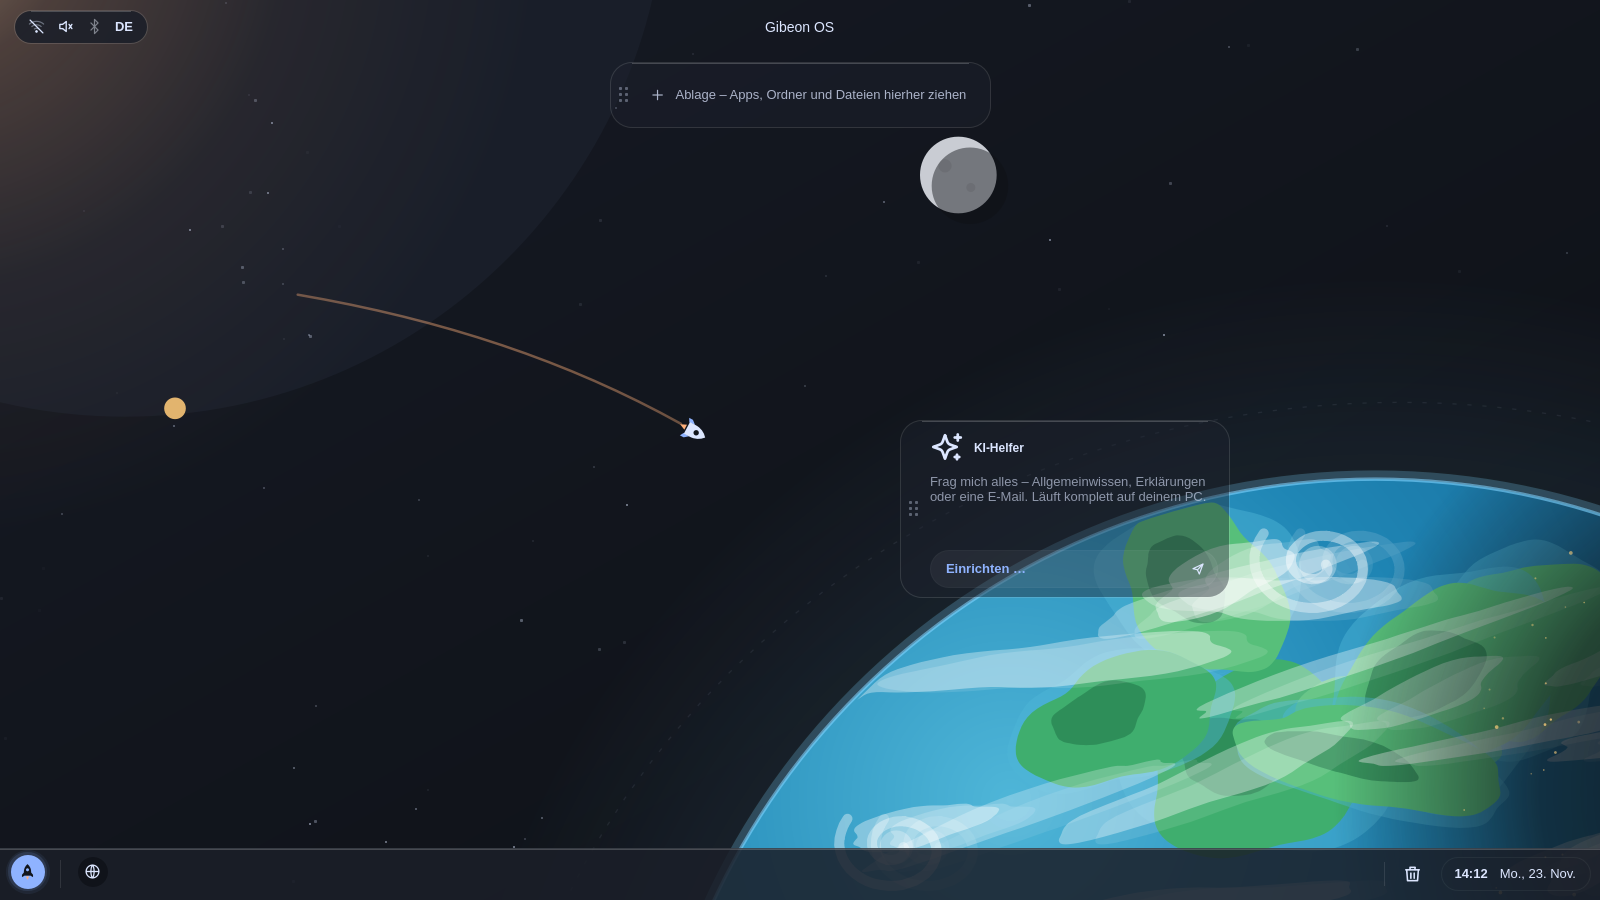 DE
Gibeon OS
Ablage – Apps, Ordner und Dateien hierher ziehen
KI-Helfer
Frag mich alles – Allgemeinwissen, Erklärungen
oder eine E-Mail. Läuft komplett auf deinem PC.
Einrichten …
14:12 Mo., 23. Nov.